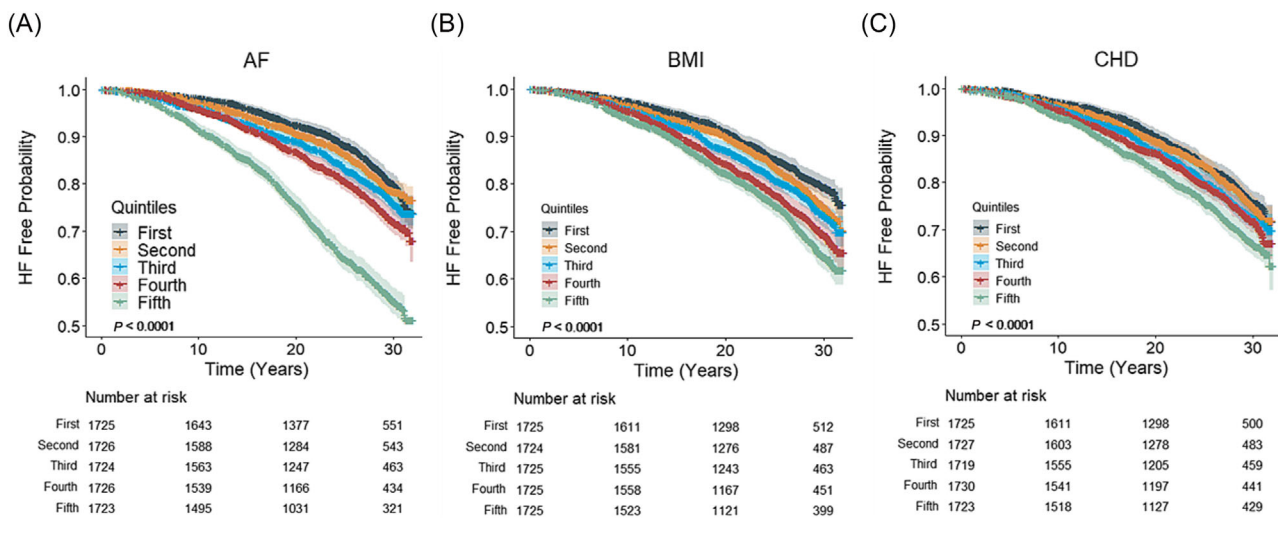 (A)
AF
HF Free Probability
1.0
0.9
0.8
0.7
0.6
0.5
Quintiles
First
Second
Third
Fourth
Fifth
P < 0.0001
0 10 20 30
Time (Years)
Number at risk
First 1725 1643 1377 551
Second 1726 1588 1284 543
Third 1724 1563 1247 463
Fourth 1726 1539 1166 434
Fifth 1723 1495 1031 321
(B)
BMI
HF Free Probability
1.0
0.9
0.8
0.7
0.6
0.5
Quintiles
First
Second
Third
Fourth
Fifth
P < 0.0001
0 10 20 30
Time (Years)
Number at risk
First 1725 1611 1298 512
Second 1724 1581 1276 487
Third 1725 1555 1243 463
Fourth 1725 1558 1167 451
Fifth 1725 1523 1121 399
(C)
CHD
HF Free Probability
1.0
0.9
0.8
0.7
0.6
0.5
Quintiles
First
Second
Third
Fourth
Fifth
P < 0.0001
0 10 20 30
Time (Years)
Number at risk
First 1725 1611 1298 500
Second 1727 1603 1278 483
Third 1719 1555 1205 459
Fourth 1730 1541 1197 441
Fifth 1723 1518 1127 429